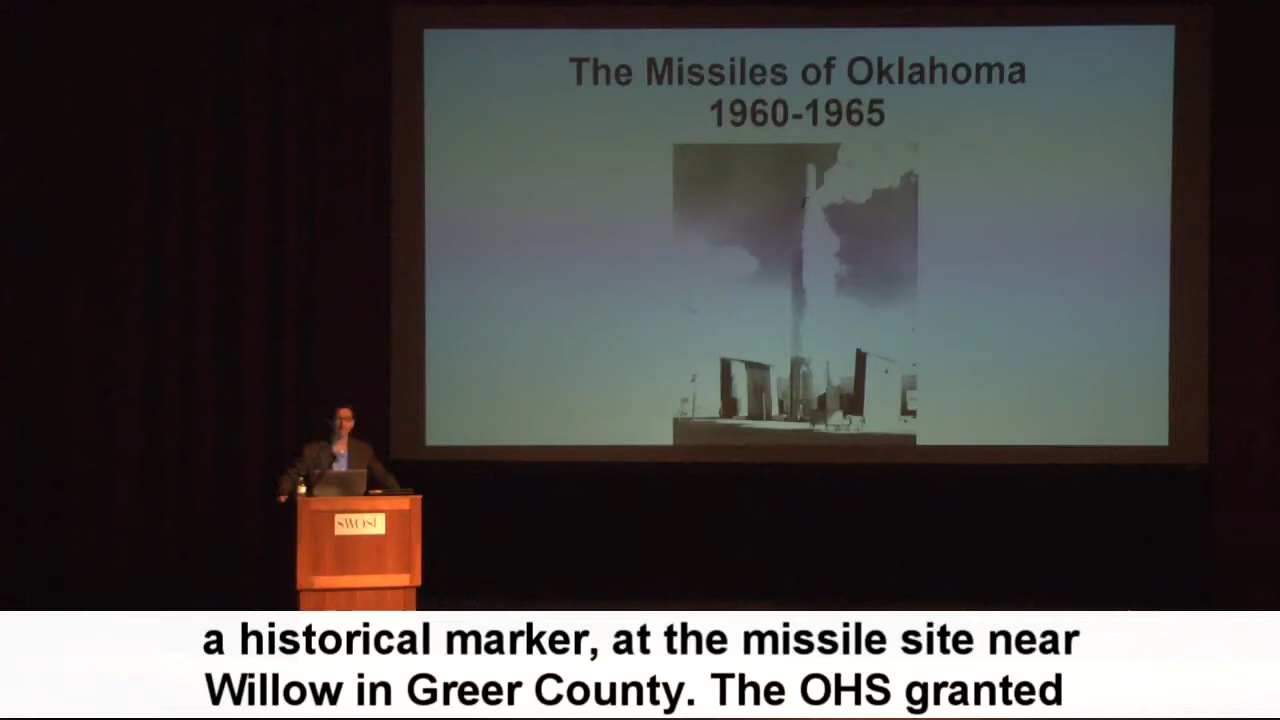 The Missiles of Oklahoma
1960-1965
SWOSU
a historical marker, at the missile site near
Willow in Greer County. The OHS granted